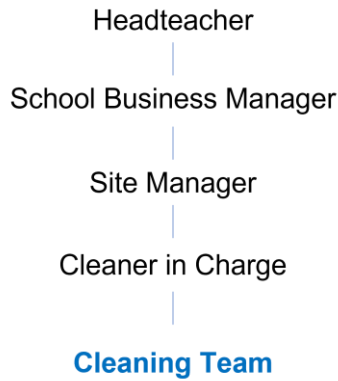 Headteacher
School Business Manager
Site Manager
Cleaner in Charge
Cleaning Team